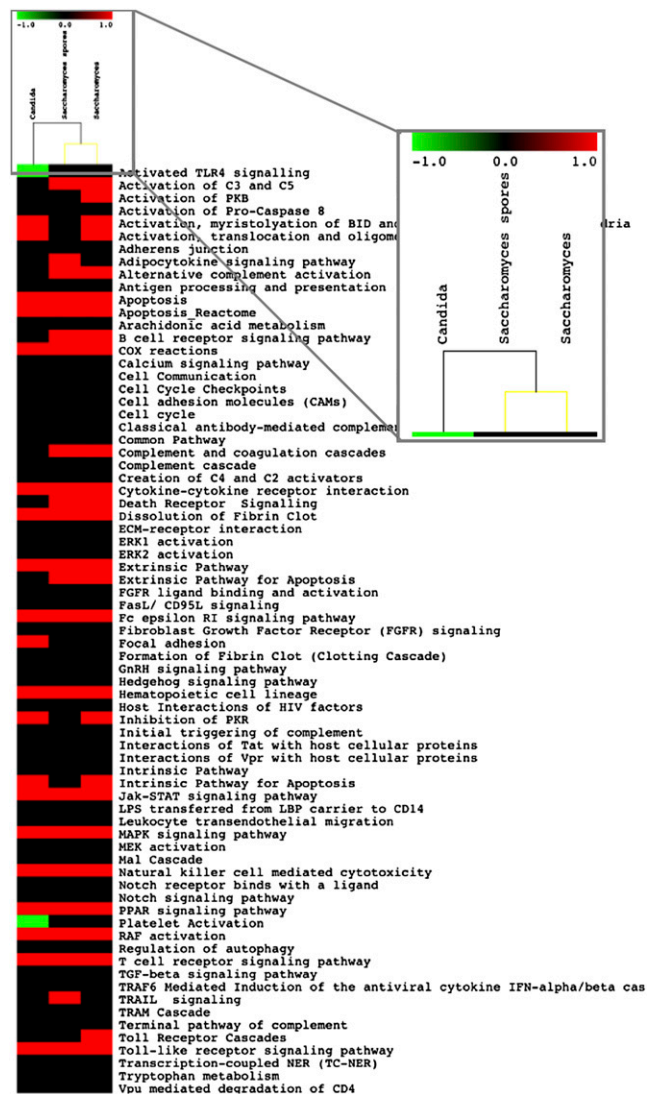 -1.0 0.0 1.0
Candida
Saccharomyces spores
Saccharomyces
-1.0 0.0 1.0
Candida
Saccharomyces spores
Saccharomyces
Activated TLR4 signalling
Activation of C3 and C5
Activation of PKB
Activation of Pro-Caspase 8
Activation, myristolyation of BID and dria
Activation, translocation and oligome
Adherens junction
Adipocytokine signaling pathway
Alternative complement activation
Antigen processing and presentation
Apoptosis
Apoptosis_Reactome
Arachidonic acid metabolism
B cell receptor signaling pathway
COX reactions
Calcium signaling pathway
Cell Communication
Cell Cycle Checkpoints
Cell adhesion molecules (CAMs)
Cell cycle
Classical antibody-mediated complemen
Common Pathway
Complement and coagulation cascades
Complement cascade
Creation of C4 and C2 activators
Cytokine-cytokine receptor interaction
Death Receptor Signalling
Dissolution of Fibrin Clot
ECM-receptor interaction
ERK1 activation
ERK2 activation
Extrinsic Pathway
Extrinsic Pathway for Apoptosis
FGFR ligand binding and activation
FasL/ CD95L signaling
Fc epsilon RI signaling pathway
Fibroblast Growth Factor Receptor (FGFR) signaling
Focal adhesion
Formation of Fibrin Clot (Clotting Cascade)
GnRH signaling pathway
Hedgehog signaling pathway
Hematopoietic cell lineage
Host Interactions of HIV factors
Inhibition of PKR
Initial triggering of complement
Interactions of Tat with host cellular proteins
Interactions of Vpr with host cellular proteins
Intrinsic Pathway
Intrinsic Pathway for Apoptosis
Jak-STAT signaling pathway
LPS transferred from LBP carrier to CD14
Leukocyte transendothelial migration
MAPK signaling pathway
MEK activation
Mal Cascade
Natural killer cell mediated cytotoxicity
Notch receptor binds with a ligand
Notch signaling pathway
PPAR signaling pathway
Platelet Activation
RAF activation
Regulation of autophagy
T cell receptor signaling pathway
TGF-beta signaling pathway
TRAF6 Mediated Induction of the antiviral cytokine IFN-alpha/beta cas
TRAIL signaling
TRAM Cascade
Terminal pathway of complement
Toll Receptor Cascades
Toll-like receptor signaling pathway
Transcription-coupled NER (TC-NER)
Tryptophan metabolism
Vpu mediated degradation of CD4